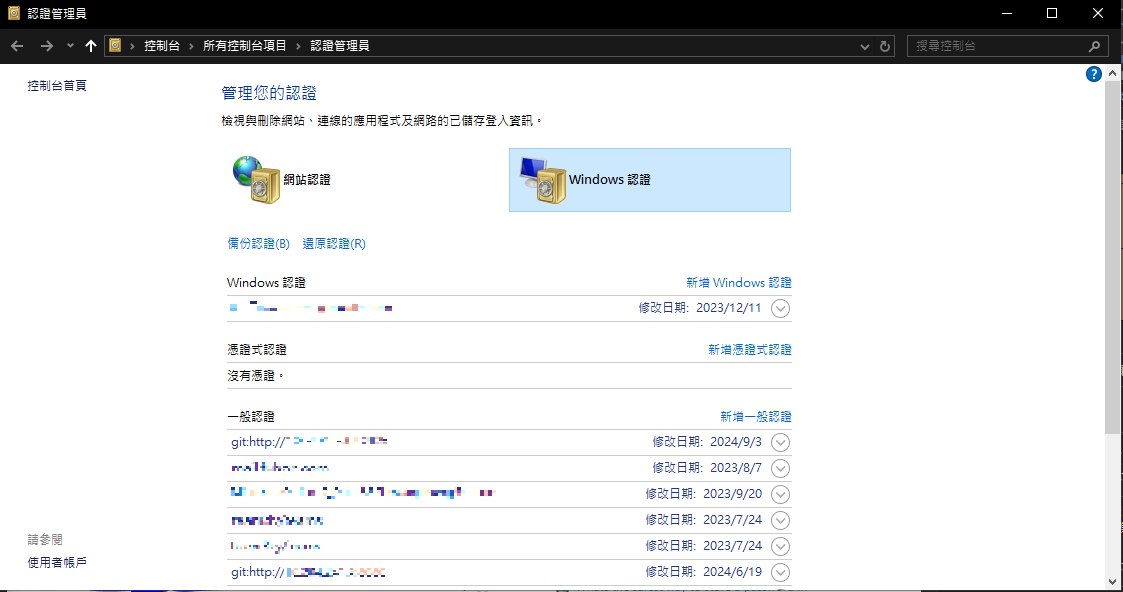 認證管理員
控制台 › 所有控制台項目 › 認證管理員
搜尋控制台
控制台首頁
管理您的認證
檢視與刪除網站、連線的應用程式及網路的已儲存登入資訊。
網站認證
Windows 認證
備份認證(B) 還原認證(R)
Windows 認證 新增 Windows 認證
修改日期: 2023/12/11
憑證式認證 新增憑證式認證
沒有憑證。
一般認證 新增一般認證
git:http:// 修改日期: 2024/9/3
修改日期: 2023/8/7
修改日期: 2023/9/20
修改日期: 2023/7/24
修改日期: 2023/7/24
git:http:// 修改日期: 2024/6/19
請參閱
使用者帳戶